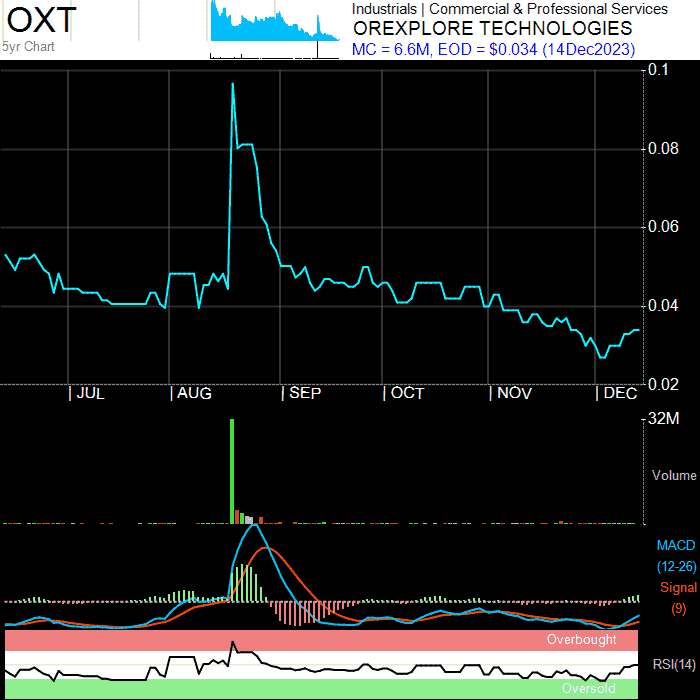 OXT
5yr Chart
Industrials | Commercial & Professional Services
OREXPLORE TECHNOLOGIES
MC = 6.6M, EOD = $0.034 (14Dec2023)
0.1
0.08
0.06
0.04
0.02
| JUL | AUG | SEP | OCT | NOV | DEC
32M
Volume
MACD
(12-26)
Signal
(9)
Overbought
RSI(14)
Oversold